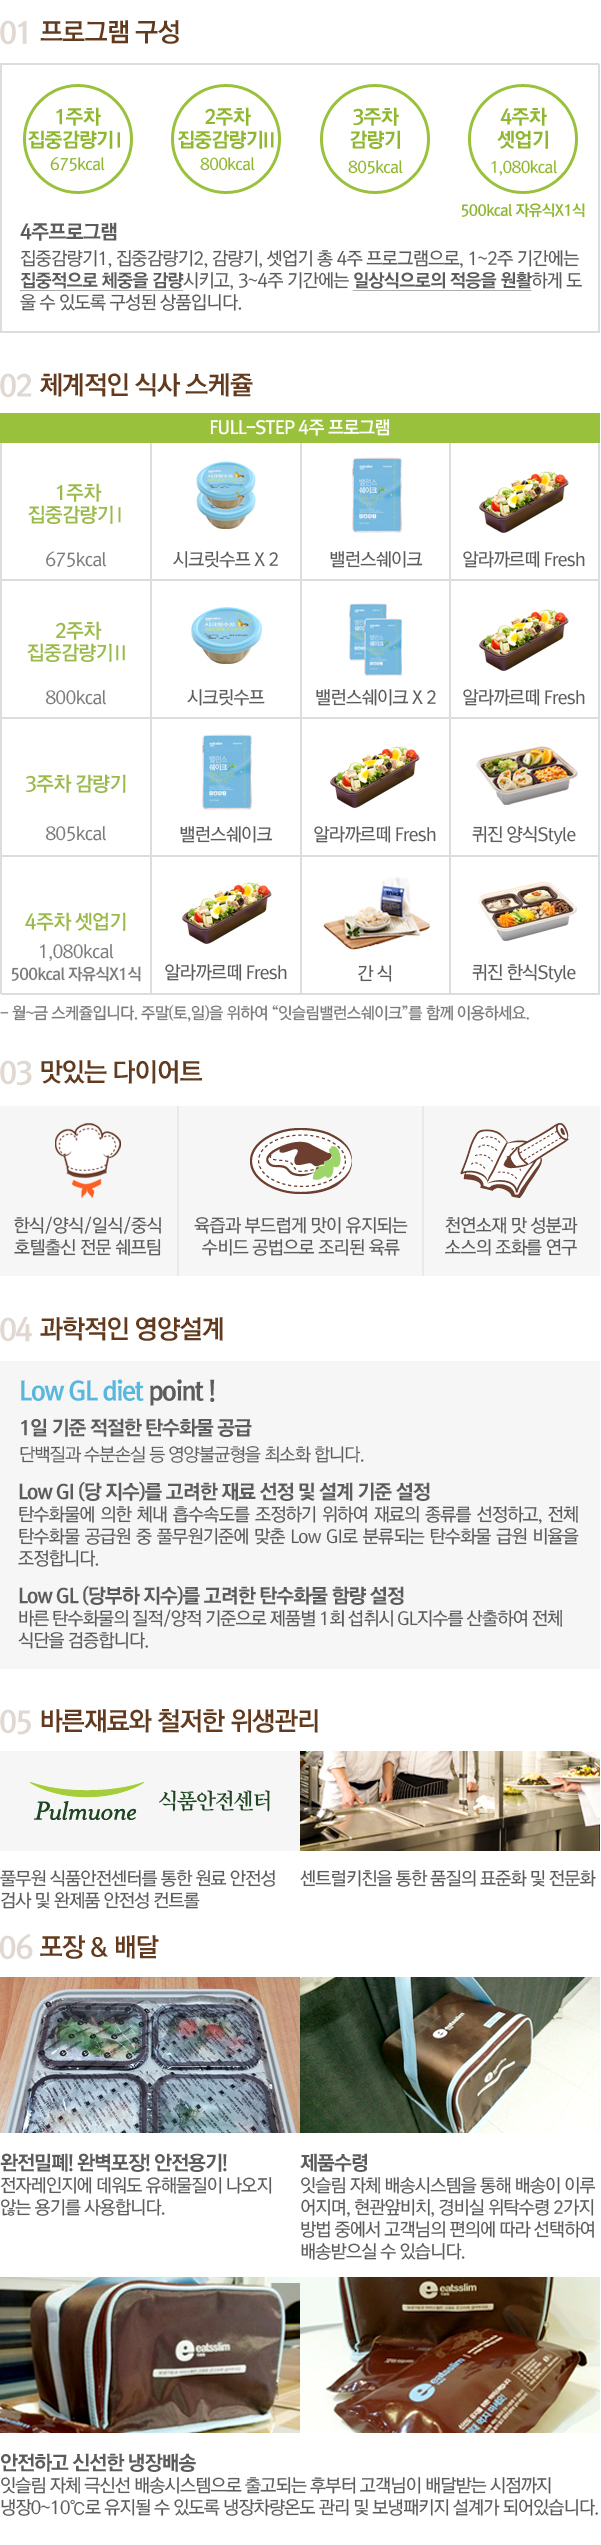 01 프로그램 구성
1주차
집중감량기 I
675kcal
2주차
집중감량기II
800kcal
3주차
감량기
805kcal
4주차
셋업기
1,080kcal
500kcal 자유식X1식
4주프로그램
집중감량기1, 집중감량기2, 감량기, 셋업기 총 4주 프로그램으로, 1~2주 기간에는
집중적으로 체중을 감량시키고, 3~4주 기간에는 일상식으로의 적응을 원활하게 도
울 수 있도록 구성된 상품입니다.
02 체계적인 식사 스케쥴
FULL-STEP 4주 프로그램
1주차
집중감량기 I
675kcal
시크릿수프 X 2
밸런스
쉐이크
밸런스쉐이크
알라까르떼 Fresh
2주차
집중감량기 II
800kcal
시크릿수프
시크릿수프
밸런스쉐이크 X 2
알라까르떼 Fresh
3주차 감량기
805kcal
밸런스
쉐이크
밸런스쉐이크
알라까르떼 Fresh
퀴진 양식Style
4주차 셋업기
1,080kcal
500kcal 자유식X1식
알라까르떼 Fresh
간 식
퀴진 한식Style
- 월~금 스케쥴입니다. 주말(토,일)을 위하여 “잇슬림밸런스쉐이크”를 함께 이용하세요.
03 맛있는 다이어트
한식/양식/일식/중식
호텔출신 전문 쉐프팀
육즙과 부드럽게 맛이 유지되는
수비드 공법으로 조리된 육류
천연소재 맛 성분과
소스의 조화를 연구
04 과학적인 영양설계
Low GL diet point !
1일 기준 적절한 탄수화물 공급
단백질과 수분손실 등 영양불균형을 최소화 합니다.
Low GI (당 지수)를 고려한 재료 선정 및 설계 기준 설정
탄수화물에 의한 체내 흡수속도를 조정하기 위하여 재료의 종류를 선정하고, 전체
탄수화물 공급원 중 풀무원기준에 맞춘 Low GI로 분류되는 탄수화물 급원 비율을
조정합니다.
Low GL (당부하 지수)를 고려한 탄수화물 함량 설정
바른 탄수화물의 질적/양적 기준으로 제품별 1회 섭취시 GL지수를 산출하여 전체
식단을 검증합니다.
05 바른재료와 철저한 위생관리
Pulmuone 식품안전센터
풀무원 식품안전센터를 통한 원료 안전성
검사 및 완제품 안전성 컨트롤
센트럴키친을 통한 품질의 표준화 및 전문화
06 포장 & 배달
eatsslim
완전밀폐! 완벽포장! 안전용기!
전자레인지에 데워도 유해물질이 나오지
않는 용기를 사용합니다.
제품수령
잇슬림 자체 배송시스템을 통해 배송이 이루
어지며, 현관앞비치, 경비실 위탁수령 2가지
방법 중에서 고객님의 편의에 따라 선택하여
배송받으실 수 있습니다.
eatsslim
eatsslim
eatsslim
안전하고 신선한 냉장배송
잇슬림 자체 극신선 배송시스템으로 출고되는 후부터 고객님이 배달받는 시점까지
냉장0~10℃로 유지될 수 있도록 냉장차량온도 관리 및 보냉패키지 설계가 되어있습니다.